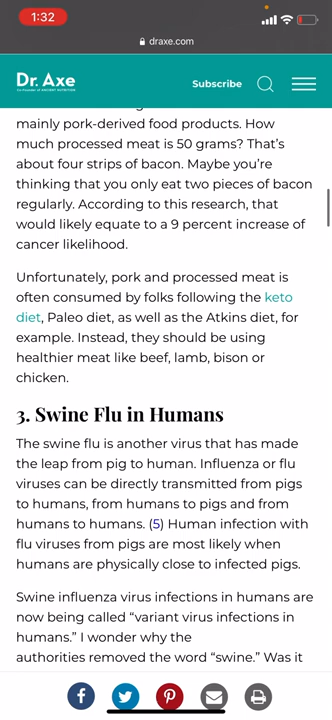 1:32
draxe.com
Dr. Axe
Subscribe
mainly pork-derived food products. How
much processed meat is 50 grams? That's
about four strips of bacon. Maybe you're
thinking that you only eat two pieces of bacon
regularly. According to this research, that
would likely equate to a 9 percent increase of
cancer likelihood.
Unfortunately, pork and processed meat is
often consumed by folks following the keto
diet, Paleo diet, as well as the Atkins diet, for
example. Instead, they should be using
healthier meat like beef, lamb, bison or
chicken.
3. Swine Flu in Humans
The swine flu is another virus that has made
the leap from pig to human. Influenza or flu
viruses can be directly transmitted from pigs
to humans, from humans to pigs and from
humans to humans. (5) Human infection with
flu viruses from pigs are most likely when
humans are physically close to infected pigs.
Swine influenza virus infections in humans are
now being called “variant virus infections in
humans.” I wonder why the
authorities removed the word “swine.” Was it